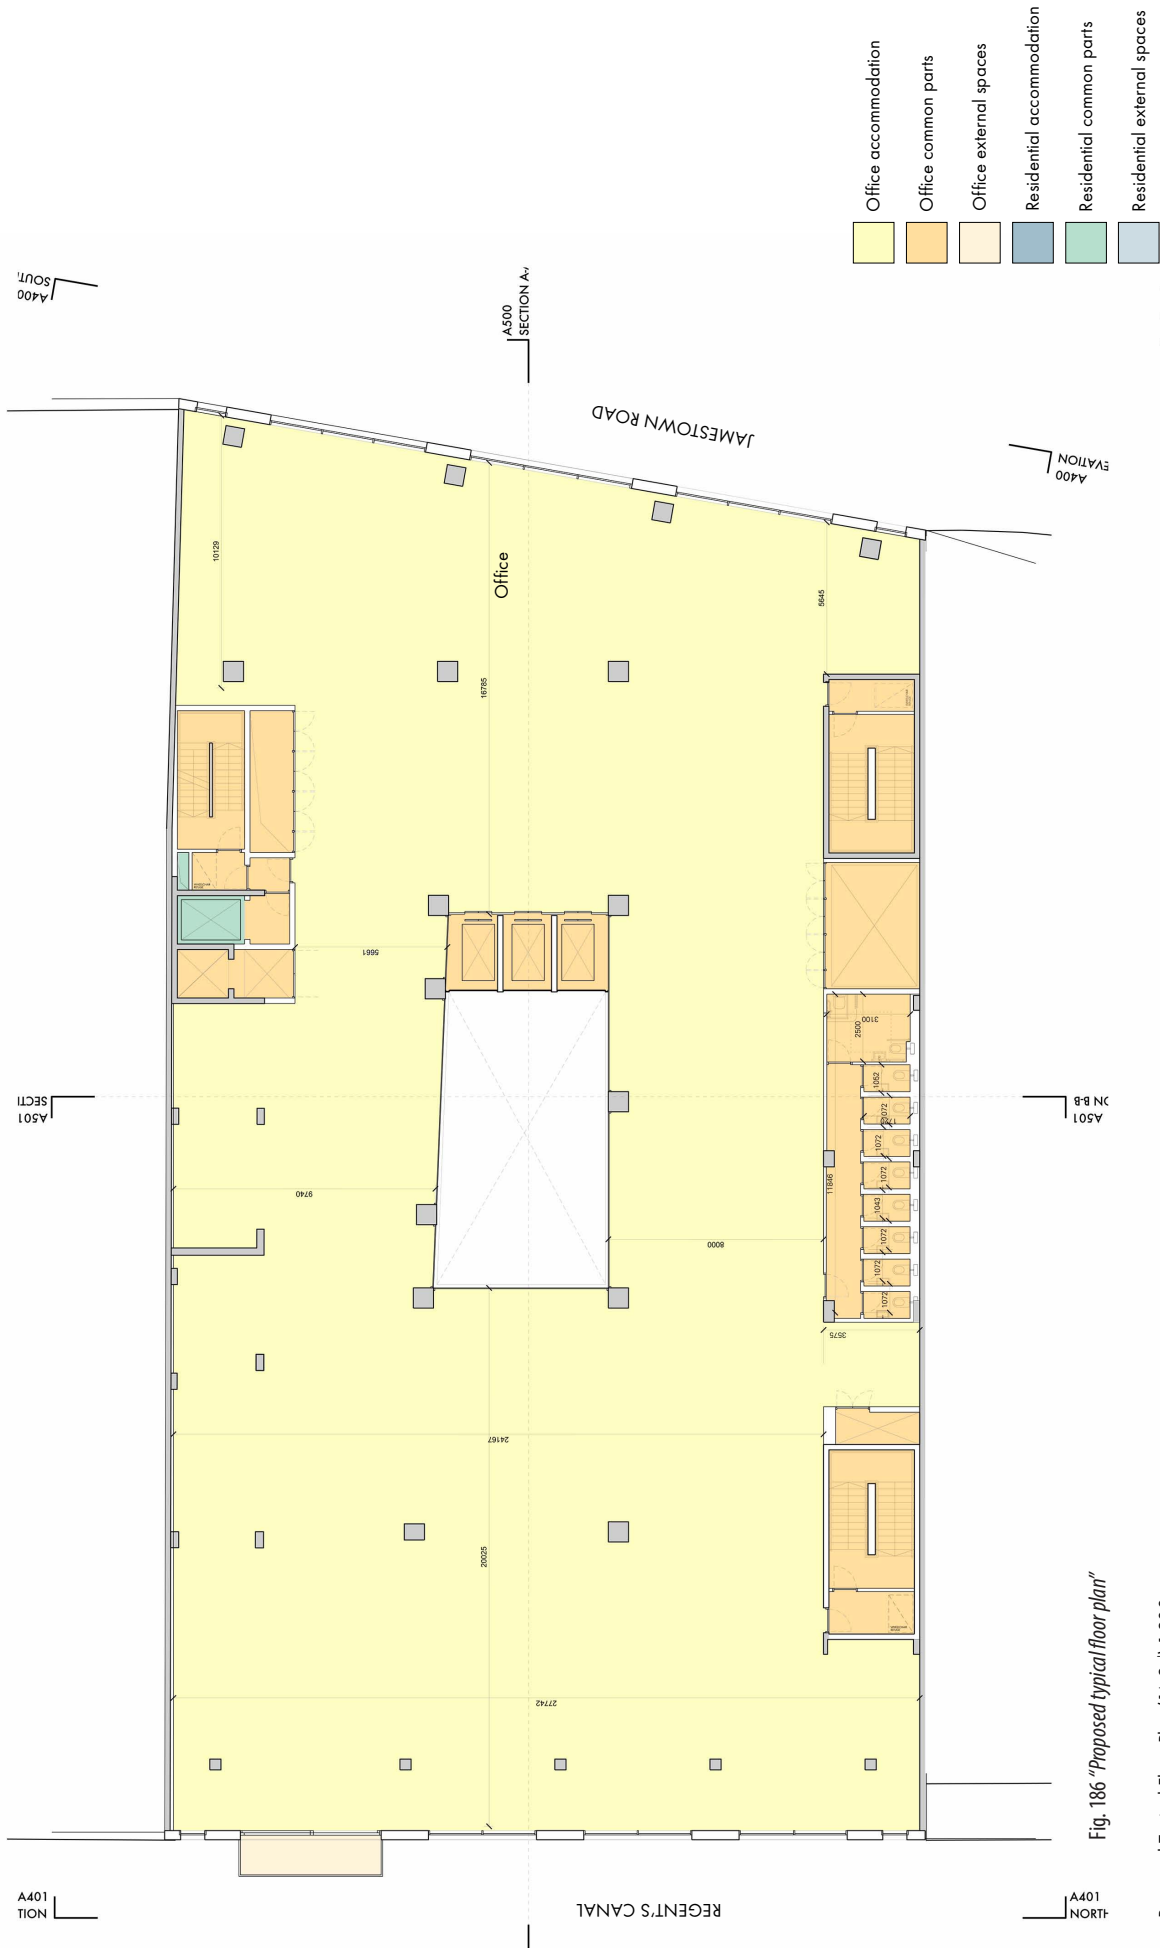 A400
SOUT
A500
SECTION A-A
JAMESTOWN ROAD
A400
EVATION
Office accommodation
Office common parts
Office external spaces
Residential accommodation
Residential common parts
Residential external spaces
Office
10129
16785
5645
5661
A501
SECTI
A501
ON B-B
9740
8000
3100
2500
1062
1072
1072
1072
1043
1072
1072
1072
11846
3575
24167
20025
27742
REGENT'S CANAL
A401
TION
A401
NORTH
Fig. 186 "Proposed typical floor plan"